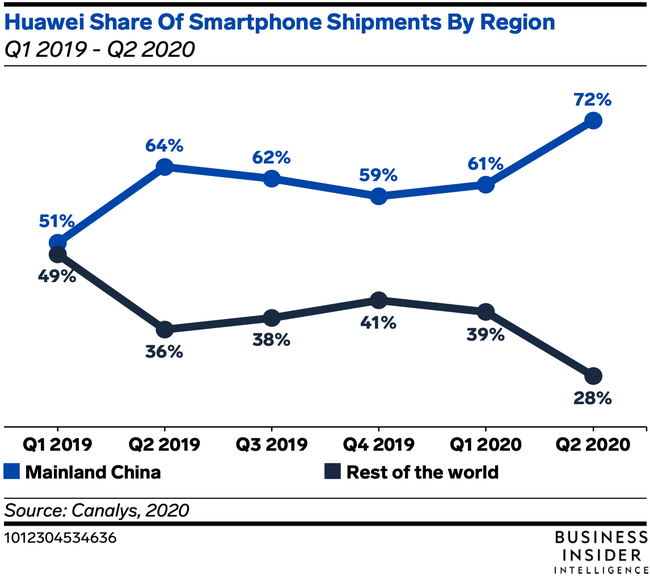 Huawei Share Of Smartphone Shipments By Region
Q1 2019 - Q2 2020
72%
64%
62%
59%
61%
51%
49%
36%
38%
41%
39%
28%
Q1 2019 Q2 2019 Q3 2019 Q4 2019 Q1 2020 Q2 2020
Mainland China Rest of the world
Source: Canalys, 2020
1012304534636
BUSINESS
INSIDER
INTELLIGENCE